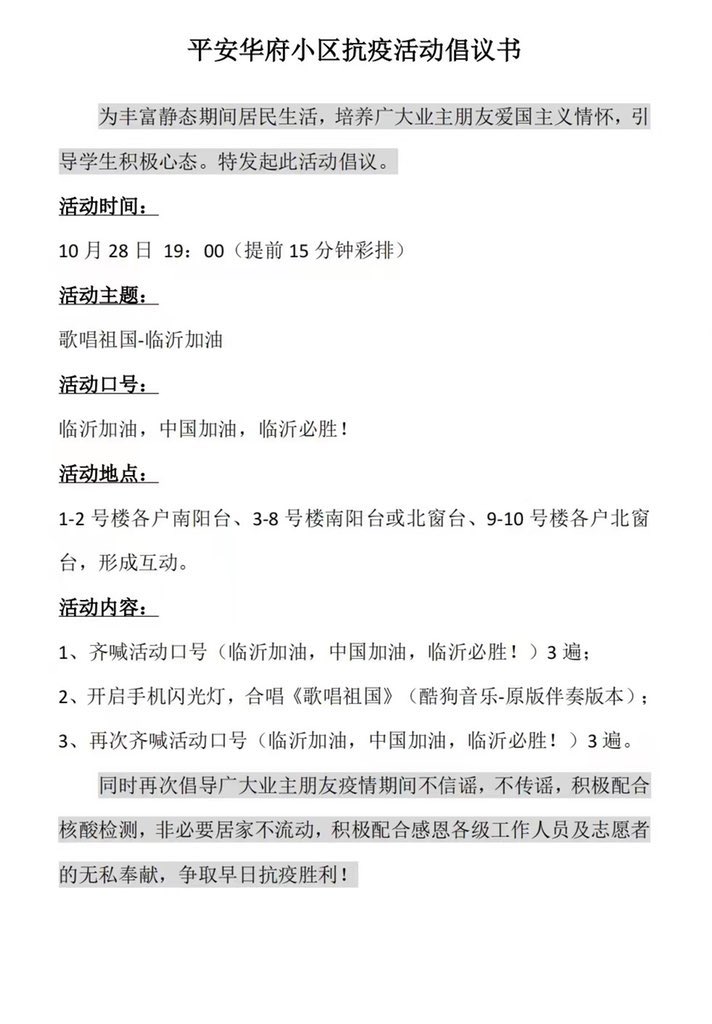 平安华府小区抗疫活动倡议书
为丰富静态期间居民生活，培养广大业主朋友爱国主义情怀，引
导学生积极心态。特发起此活动倡议。
活动时间：
10 月 28 日 19：00（提前 15 分钟彩排）
活动主题：
歌唱祖国-临沂加油
活动口号：
临沂加油，中国加油，临沂必胜！
活动地点：
1-2 号楼各户南阳台、3-8 号楼南阳台或北窗台、9-10 号楼各户北窗
台，形成互动。
活动内容：
1、齐喊活动口号（临沂加油，中国加油，临沂必胜！）3 遍；
2、开启手机闪光灯，合唱《歌唱祖国》（酷狗音乐-原版伴奏版本）；
3、再次齐喊活动口号（临沂加油，中国加油，临沂必胜！）3 遍。
同时再次倡导广大业主朋友疫情期间不信谣，不传谣，积极配合
核酸检测，非必要居家不流动，积极配合感恩各级工作人员及志愿者
的无私奉献，争取早日抗疫胜利！